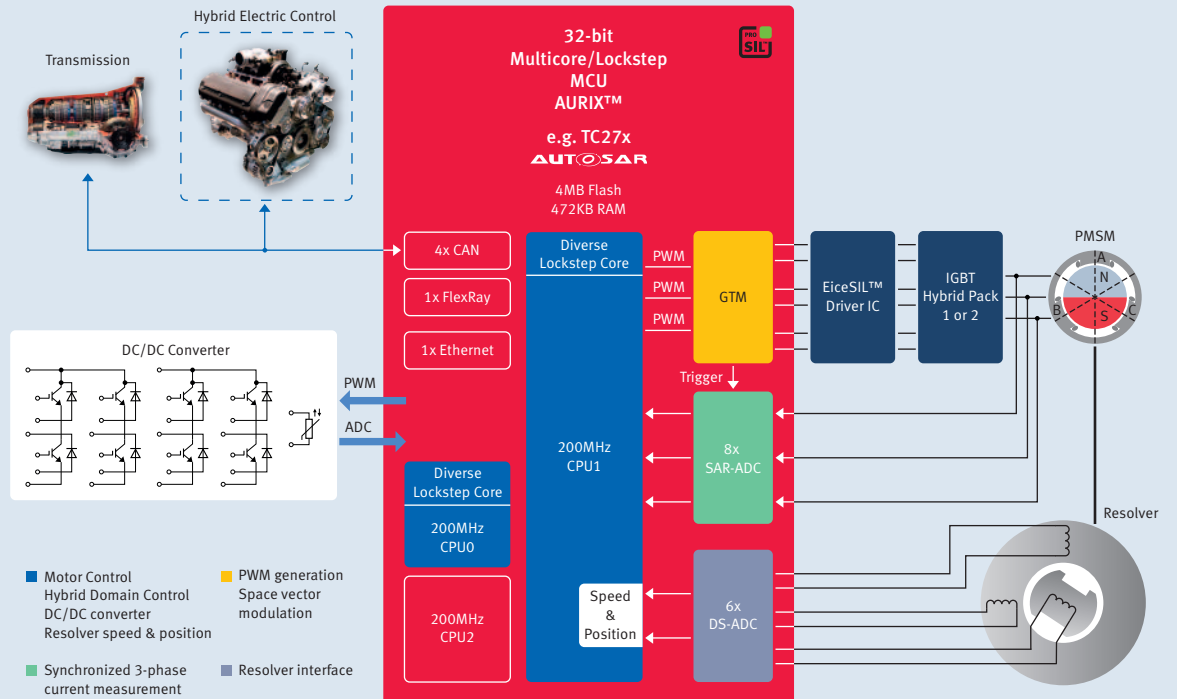 Hybrid Electric Control
Transmission
32-bit
Multicore/Lockstep
MCU
AURIX™
e.g. TC27x
AUTOSAR
4MB Flash
472KB RAM
PRO
SIL
4x CAN
1x FlexRay
1x Ethernet
Diverse
Lockstep Core
200MHz
CPU1
PWM
PWM
PWM
GTM
EiceSIL™
Driver IC
IGBT
Hybrid Pack
1 or 2
PMSM
A
N
B
S
C
DC/DC Converter
PWM
ADC
Trigger
8x
SAR-ADC
Diverse
Lockstep Core
200MHz
CPU0
200MHz
CPU2
Speed
&
Position
6x
DS-ADC
Resolver
Motor Control
Hybrid Domain Control
DC/DC converter
Resolver speed & position
PWM generation
Space vector
modulation
Synchronized 3-phase
current measurement
Resolver interface